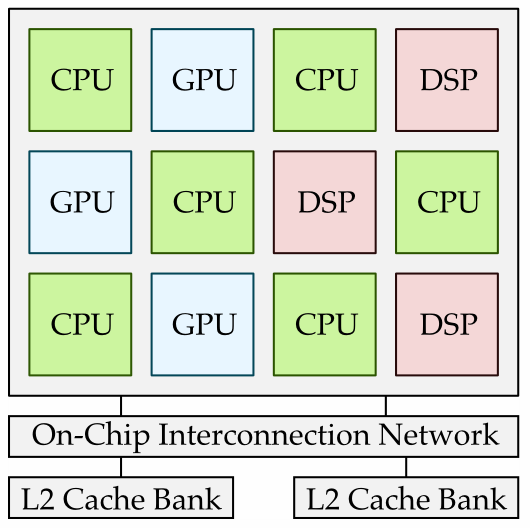 CPU GPU CPU DSP
GPU CPU DSP CPU
CPU GPU CPU DSP
On-Chip Interconnection Network
L2 Cache Bank L2 Cache Bank